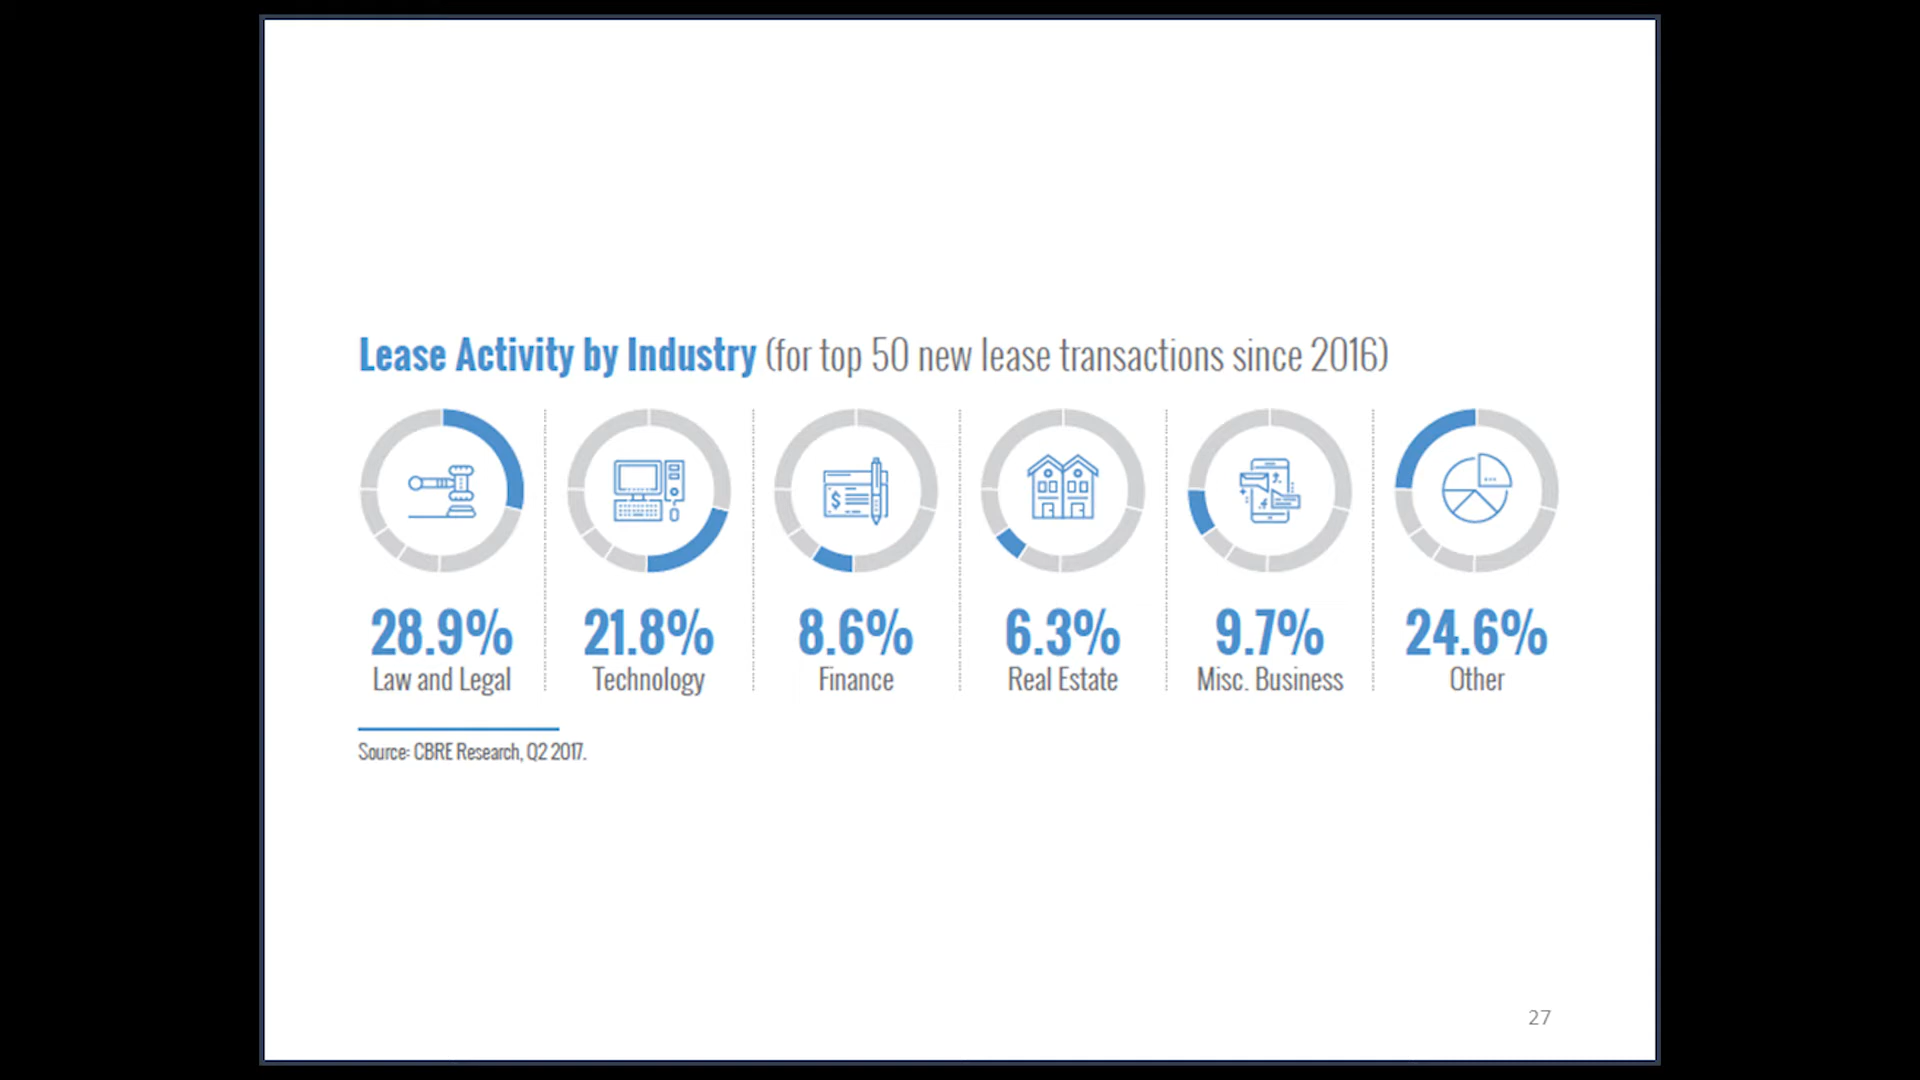 Lease Activity by Industry (for top 50 new lease transactions since 2016)
$
28.9% 21.8% 8.6% 6.3% 9.7% 24.6%
Law and Legal Technology Finance Real Estate Misc. Business Other
Source: CBRE Research, Q2 2017.
27